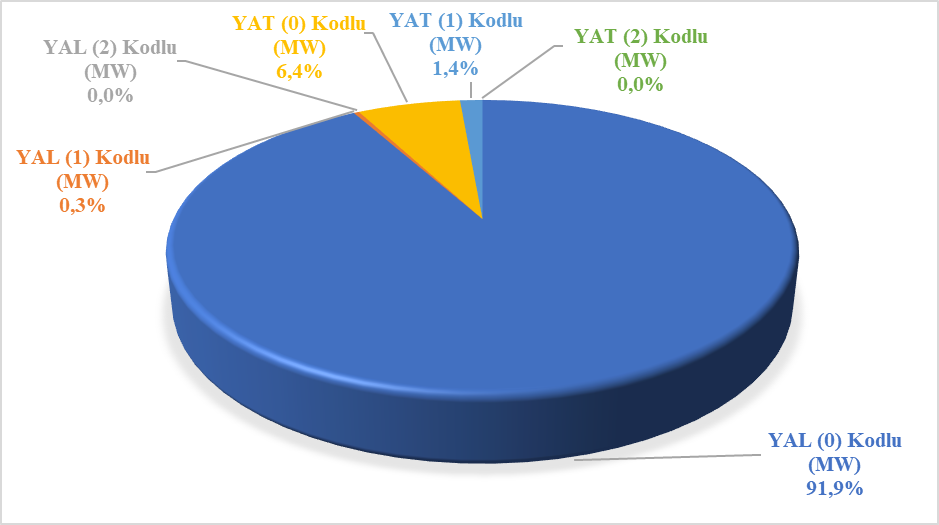 YAT (0) Kodlu
(MW)
6,4%
YAT (1) Kodlu
(MW)
1,4%
YAT (2) Kodlu
(MW)
0,0%
YAL (2) Kodlu
(MW)
0,0%
YAL (1) Kodlu
(MW)
0,3%
YAL (0) Kodlu
(MW)
91,9%